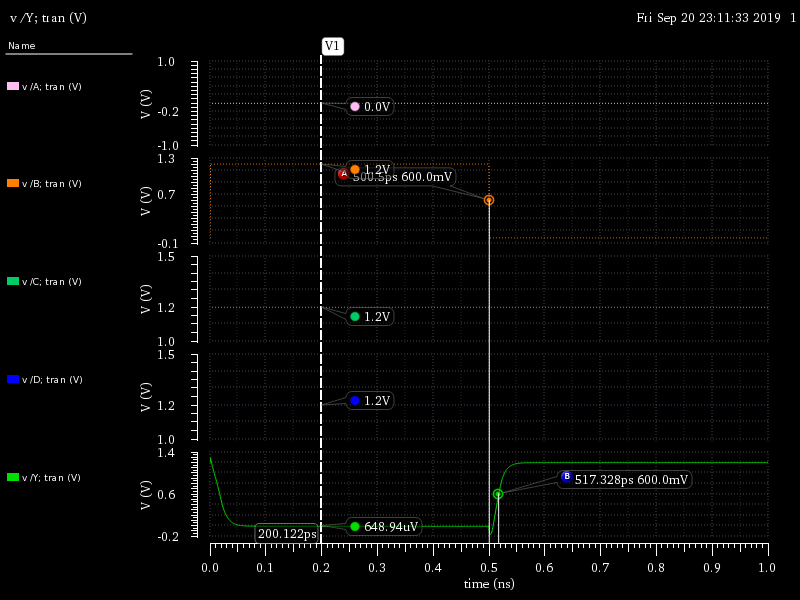 v /Y; tran (V)
Fri Sep 20 23:11:33 2019 1
Name
V1
v /A; tran (V)
V (V)
1.0
-0.2
-1.0
0.0V
v /B; tran (V)
V (V)
1.3
0.7
-0.1
1.2V
A
600.0mV
v /C; tran (V)
V (V)
1.5
1.2
1.0
1.2V
v /D; tran (V)
V (V)
1.5
1.2
1.0
1.2V
v /Y; tran (V)
V (V)
1.4
0.6
-0.2
B 517.328ps 600.0mV
648.94uV
200.122ps
0.0 0.1 0.2 0.3 0.4 0.5 0.6 0.7 0.8 0.9 1.0
time (ns)